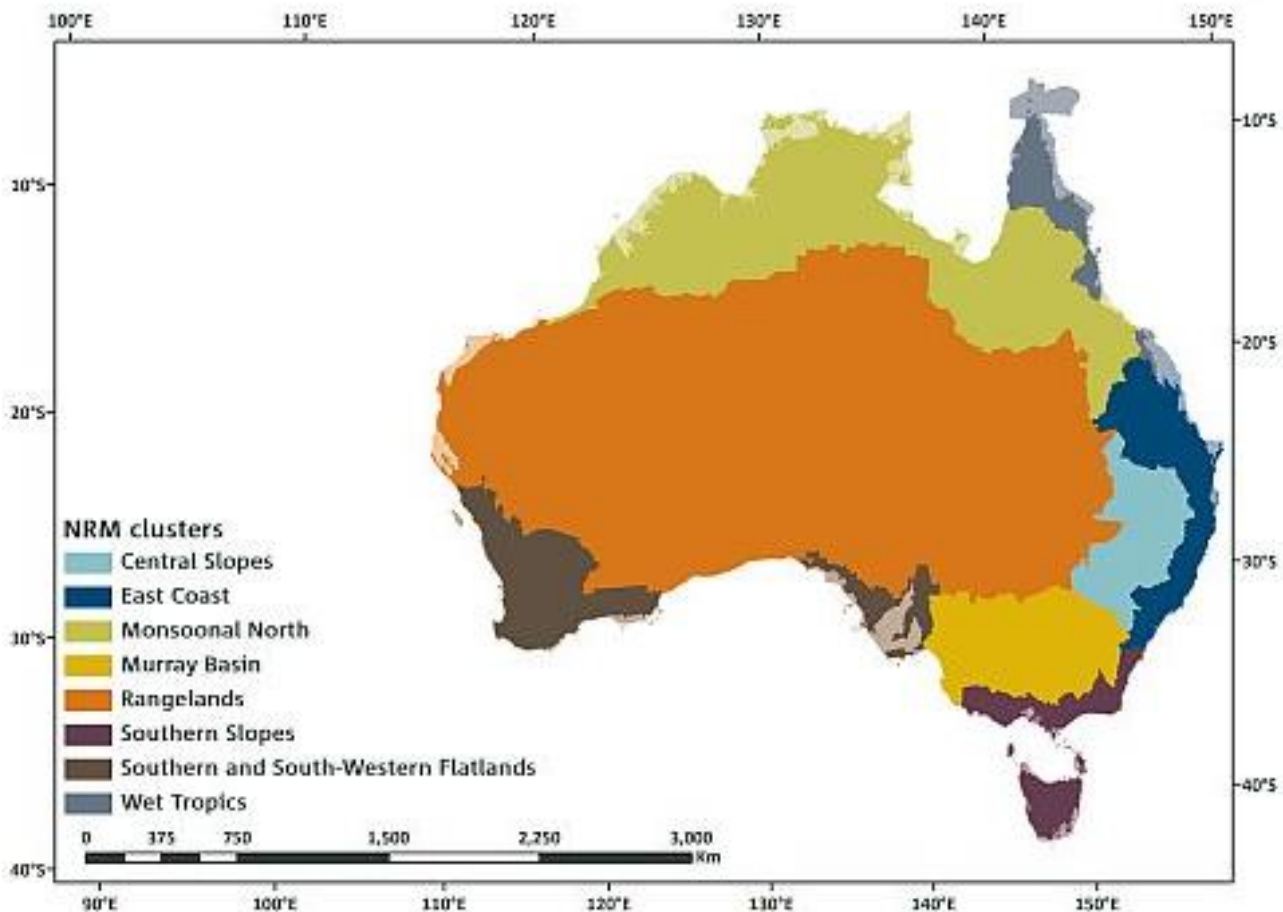 100°E 110°E 120°E 130°E 140°E 150°E
10°S
10°S
20°S
20°S
NRM clusters
Central Slopes
30°S
East Coast
Monsoonal North
30°S
Murray Basin
Rangelands
Southern Slopes
Southern and South-Western Flatlands
40°S
Wet Tropics
0 375 750 1,500 2,250 3,000
Km
40°S
90°E 100°E 110°E 120°E 130°E 140°E 150°E